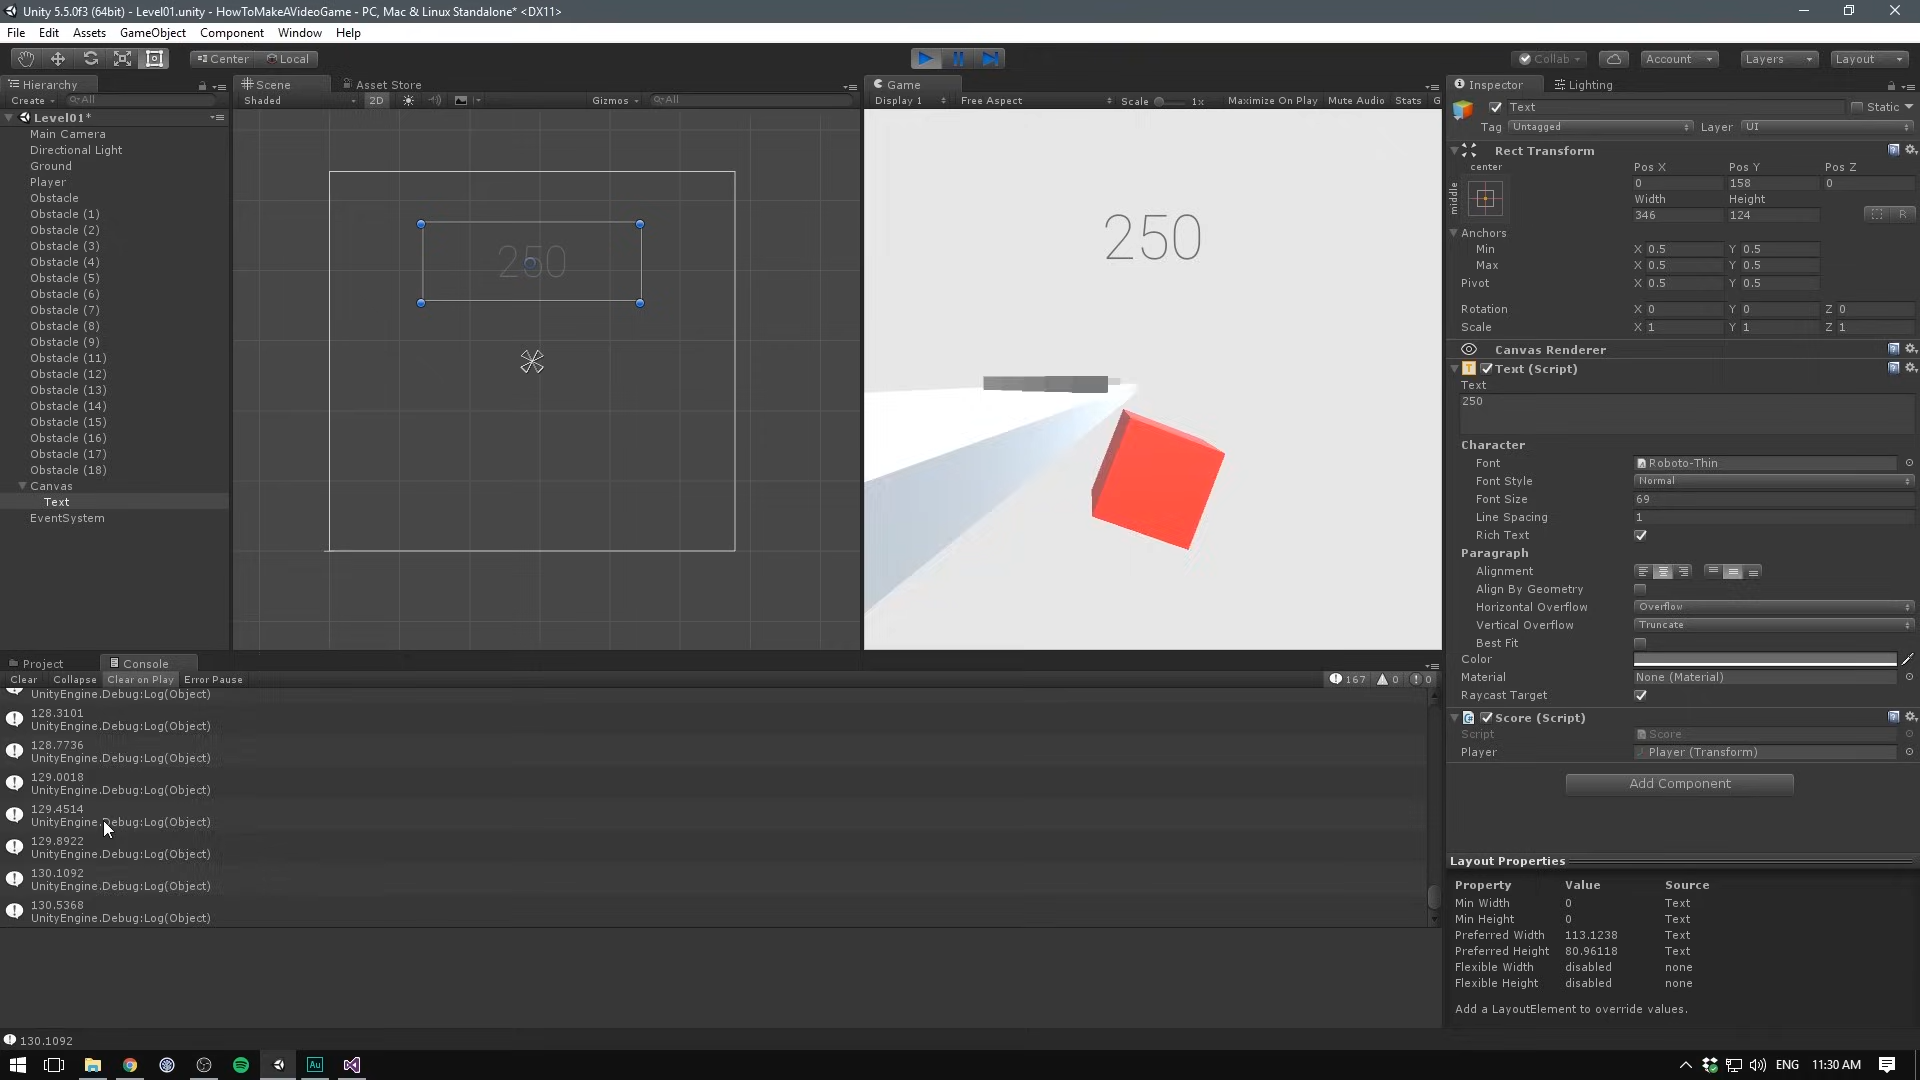 Unity 5.5.0f3 (64bit) - Level01.unity - HowToMakeAVideoGame - PC, Mac & Linux Standalone* <DX11>
File Edit Assets GameObject Component Window Help
Center Local Collab Account Layers Layout
Hierarchy
Create All
Level01*
Main Camera
Directional Light
Ground
Player
Obstacle
Obstacle (1)
Obstacle (2)
Obstacle (3)
Obstacle (4)
Obstacle (5)
Obstacle (6)
Obstacle (7)
Obstacle (8)
Obstacle (9)
Obstacle (11)
Obstacle (12)
Obstacle (13)
Obstacle (14)
Obstacle (15)
Obstacle (16)
Obstacle (17)
Obstacle (18)
Canvas
Text
EventSystem
Scene Asset Store
Shaded 2D Gizmos All
250
Game
Display 1 Free Aspect Scale 1x Maximize On Play Mute Audio Stats G
250
Inspector Lighting
Text Static
Tag Untagged Layer UI
Rect Transform
center Pos X Pos Y Pos Z
middle 0 158 0
Width Height
346 124 R
Anchors
Min X 0.5 Y 0.5
Max X 0.5 Y 0.5
Pivot X 0.5 Y 0.5
Rotation X 0 Y 0 Z 0
Scale X 1 Y 1 Z 1
Canvas Renderer
Text (Script)
Text
250
Character
Font Roboto-Thin
Font Style Normal
Font Size 69
Line Spacing 1
Rich Text
Paragraph
Alignment
Align By Geometry
Horizontal Overflow Overflow
Vertical Overflow Truncate
Best Fit
Color
Material None (Material)
Raycast Target
Score (Script)
Script Score
Player Player (Transform)
Add Component
Layout Properties
Property Value Source
Min Width 0 Text
Min Height 0 Text
Preferred Width 113.1238 Text
Preferred Height 80.96118 Text
Flexible Width disabled none
Flexible Height disabled none
Add a LayoutElement to override values.
Project Console
Clear Collapse Clear on Play Error Pause 167 0 0
UnityEngine.Debug:Log(Object)
128.3101
UnityEngine.Debug:Log(Object)
128.7736
UnityEngine.Debug:Log(Object)
129.0018
UnityEngine.Debug:Log(Object)
129.4514
UnityEngine.Debug:Log(Object)
129.8922
UnityEngine.Debug:Log(Object)
130.1092
UnityEngine.Debug:Log(Object)
130.5368
UnityEngine.Debug:Log(Object)
130.1092
Au
ENG 11:30 AM